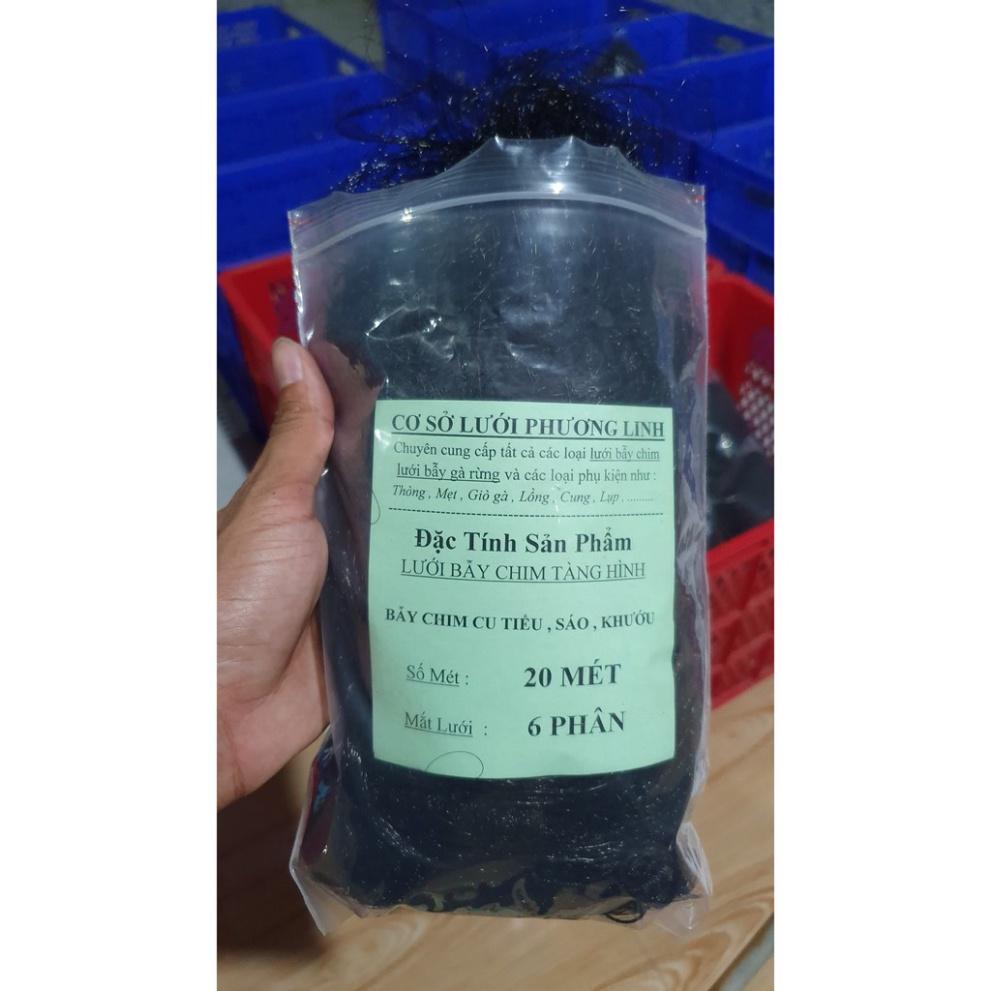 CƠ SỞ LƯỚI PHƯƠNG LINH
Chuyên cung cấp tất cả các loại lưới bẫy chim
lưới bẫy gà rừng và các loại phụ kiện như :
Thòng , Mẹt , Giò gà , Lồng , Cung , Lụp , .........
Đặc Tính Sản Phẩm
LƯỚI BẪY CHIM TÀNG HÌNH
BẪY CHIM CU TIÊU , SÁO , KHƯỚU
Số Mét : 20 MÉT
Mắt Lưới : 6 PHÂN